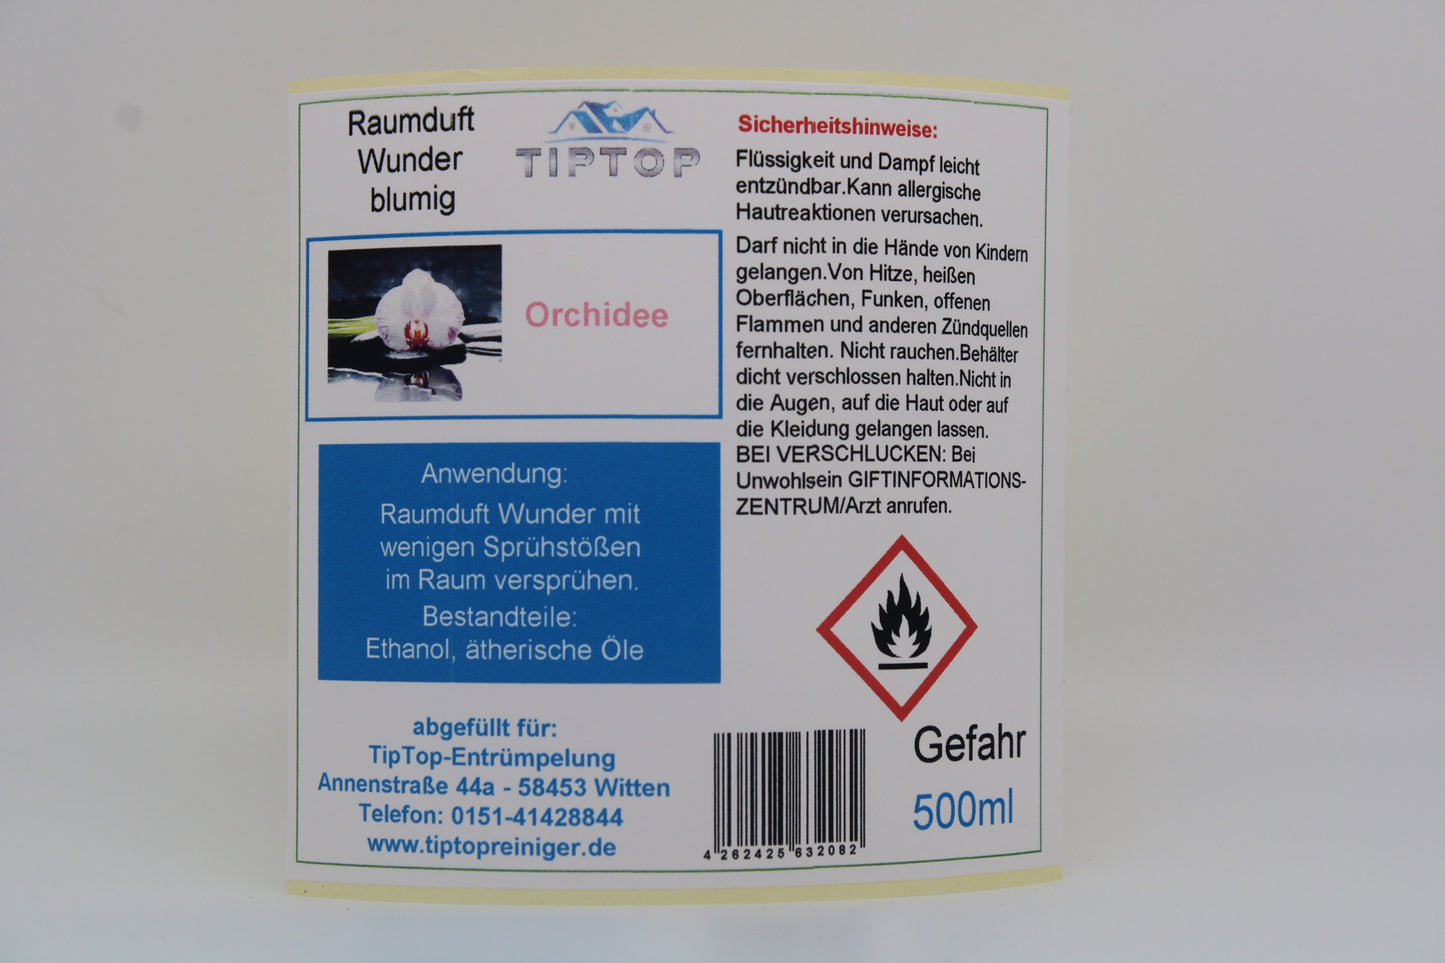 Raumduft
Wunder
blumig
TIPTOP
Orchidee
Anwendung:
Raumduft Wunder mit
wenigen Sprühstößen
im Raum versprühen.
Bestandteile:
Ethanol, ätherische Öle
abgefüllt für:
TipTop-Entrümpelung
Annenstraße 44a - 58453 Witten
Telefon: 0151-41428844
www.tiptopreiniger.de
Sicherheitshinweise:
Flüssigkeit und Dampf leicht
entzündbar.Kann allergische
Hautreaktionen verursachen.
Darf nicht in die Hände von Kindern
gelangen.Von Hitze, heißen
Oberflächen, Funken, offenen
Flammen und anderen Zündquellen
fernhalten. Nicht rauchen.Behälter
dicht verschlossen halten.Nicht in
die Augen, auf die Haut oder auf
die Kleidung gelangen lassen.
BEI VERSCHLUCKEN: Bei
Unwohlsein GIFTINFORMATIONS-
ZENTRUM/Arzt anrufen.
Gefahr
500ml
4 262425 632082